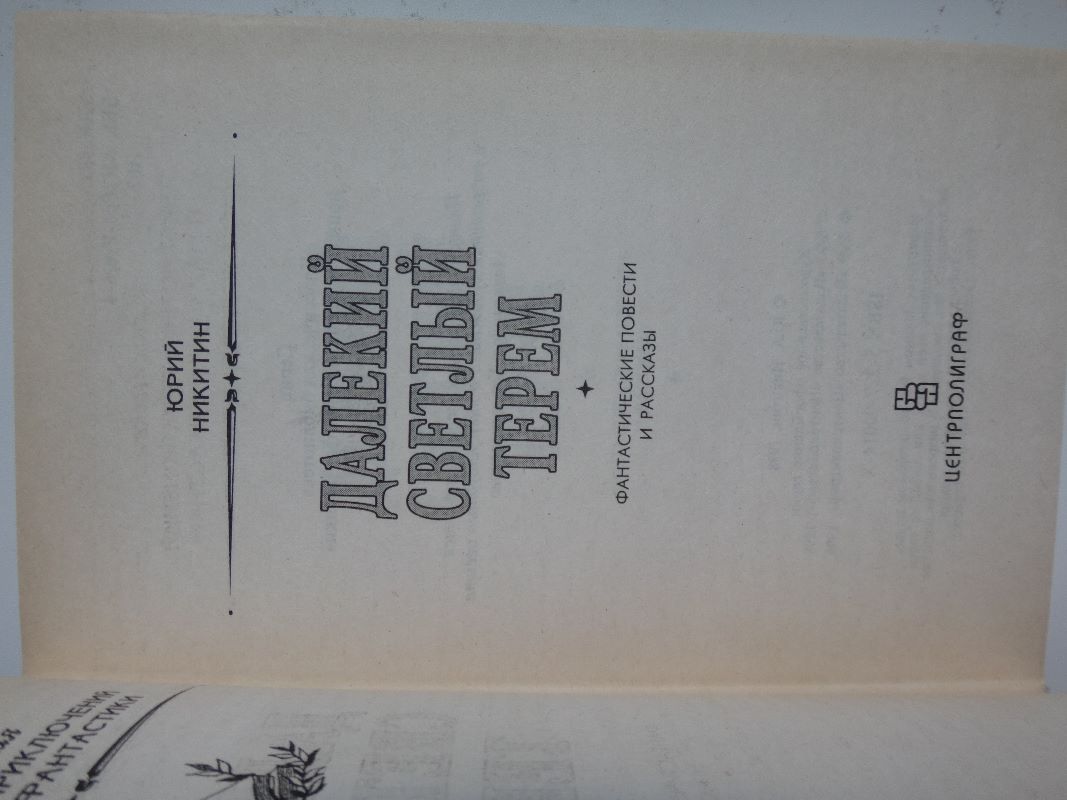 ЮРИЙ
НИКИТИН
ДАЛЕКИЙ
СВЕТЛЫЙ
ТЕРЕМ
ФАНТАСТИЧЕСКИЕ ПОВЕСТИ
И РАССКАЗЫ
ЦЕНТРПОЛИГРАФ
ПРИКЛЮЧЕНИЙ
ФАНТАСТИКИ